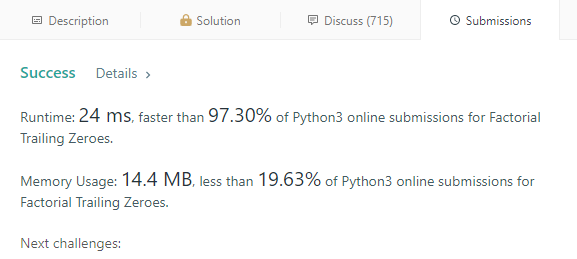 Description Solution Discuss (715) Submissions
Success Details ›
Runtime: 24 ms, faster than 97.30% of Python3 online submissions for Factorial
Trailing Zeroes.
Memory Usage: 14.4 MB, less than 19.63% of Python3 online submissions for
Factorial Trailing Zeroes.
Next challenges: